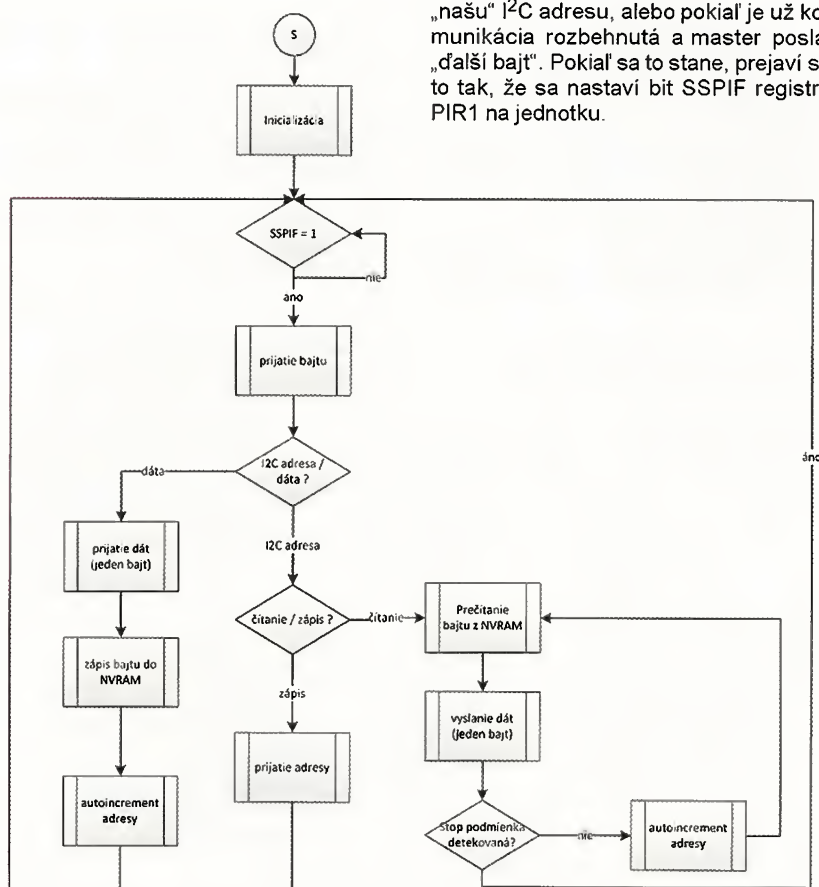 „našu“ I²C adresu, alebo pokiaľ je už
munikácia rozbehnutá a master
„ďalší bajt“. Pokiaľ sa to stane, prejaví
to tak, že sa nastaví bit SSPIF
PIR1 na jednotku.
S
Inicializácia
SSPIF = 1
nie
ano
prijatie bajtu
I2C adresa /
dáta ?
dáta
áno
I2C adresa
prijatie dát
(jeden bajt)
čítanie / zápis ?
čítanie
Prečítanie
bajtu z NVRAM
zápis bajtu do
NVRAM
zápis
vyslanie dát
(jeden bajt)
prijatie adresy
autoincrement
adresy
Stop podmienka
detekovaná?
nie
autoincrement
adresy